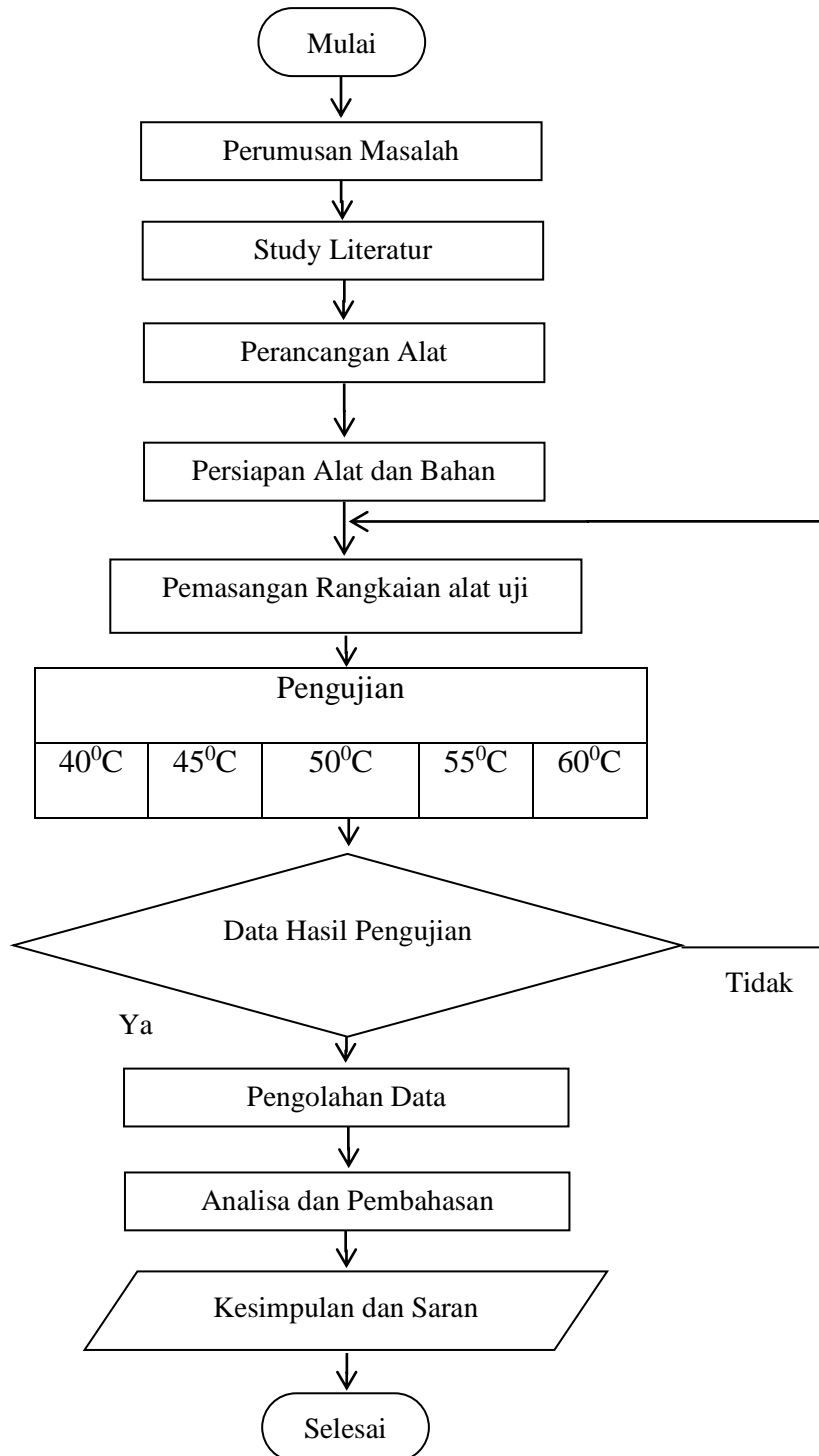 Mulai
Perumusan Masalah
Study Literatur
Perancangan Alat
Persiapan Alat dan Bahan
Pemasangan Rangkaian alat uji
Pengujian
40⁰C 45⁰C 50⁰C 55⁰C 60⁰C
Data Hasil Pengujian
Tidak
Ya
Pengolahan Data
Analisa dan Pembahasan
Kesimpulan dan Saran
Selesai